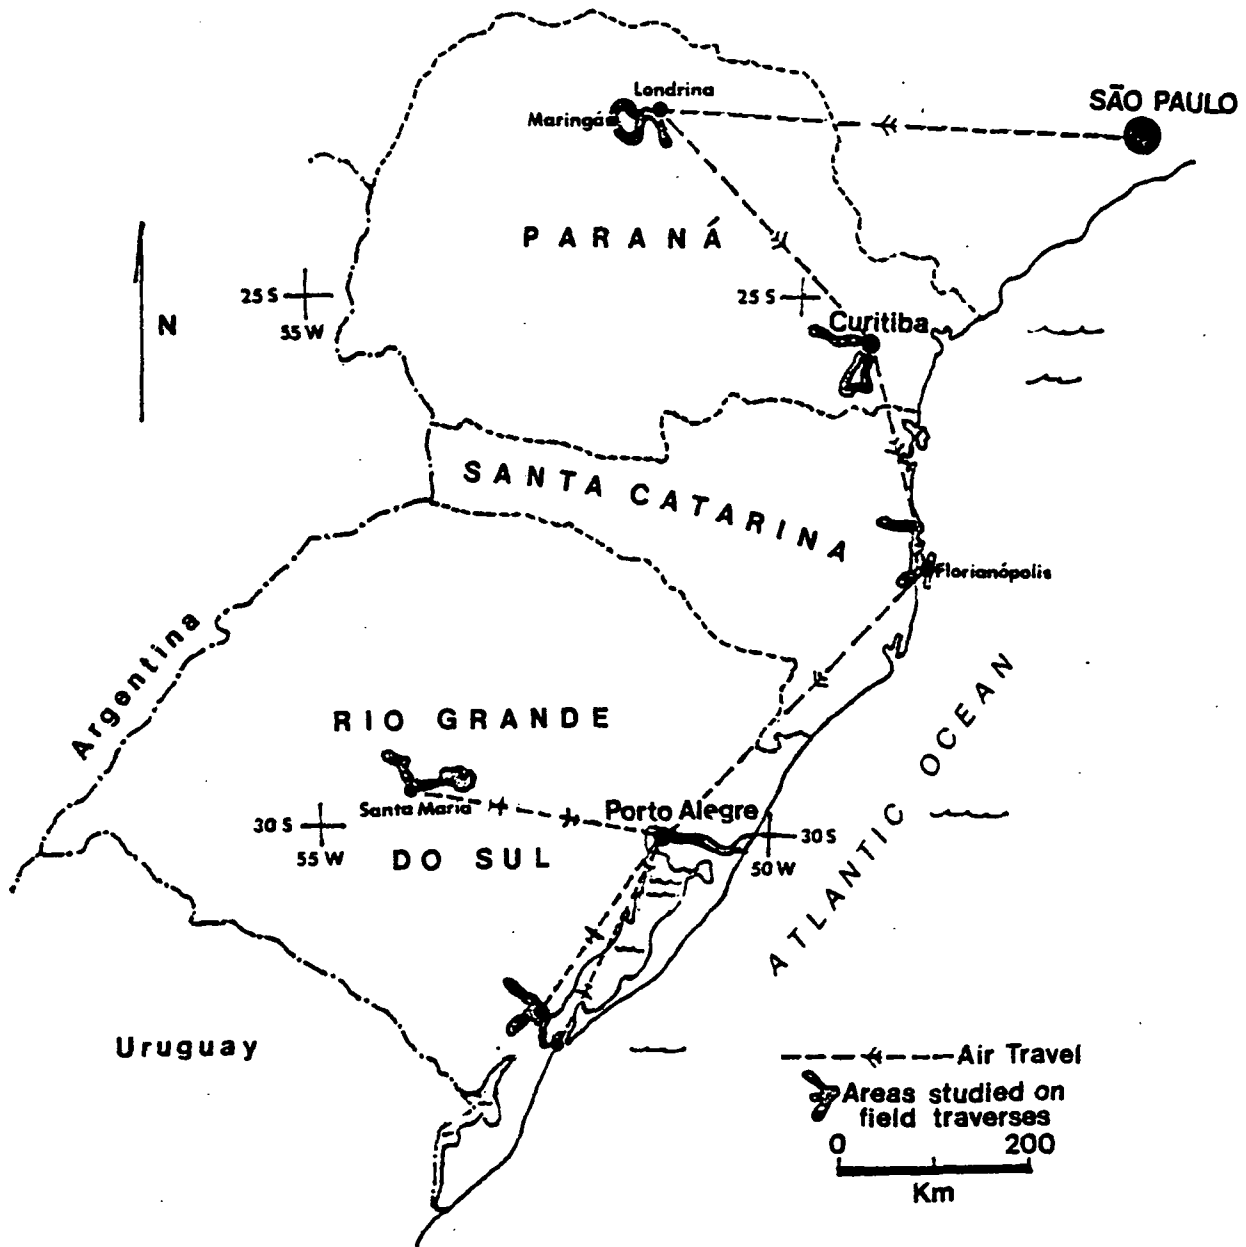 Londrina
SÃO PAULO
Maringá
PARANÁ
25 S
55 W
25 S
N
Curitiba
SANTA CATARINA
Florianópolis
Argentina
RIO GRANDE
DO SUL
Santa Maria
Porto Alegre
30 S
55 W
30 S
50 W
ATLANTIC OCEAN
Uruguay
Air Travel
Areas studied on
field traverses
0 200
Km